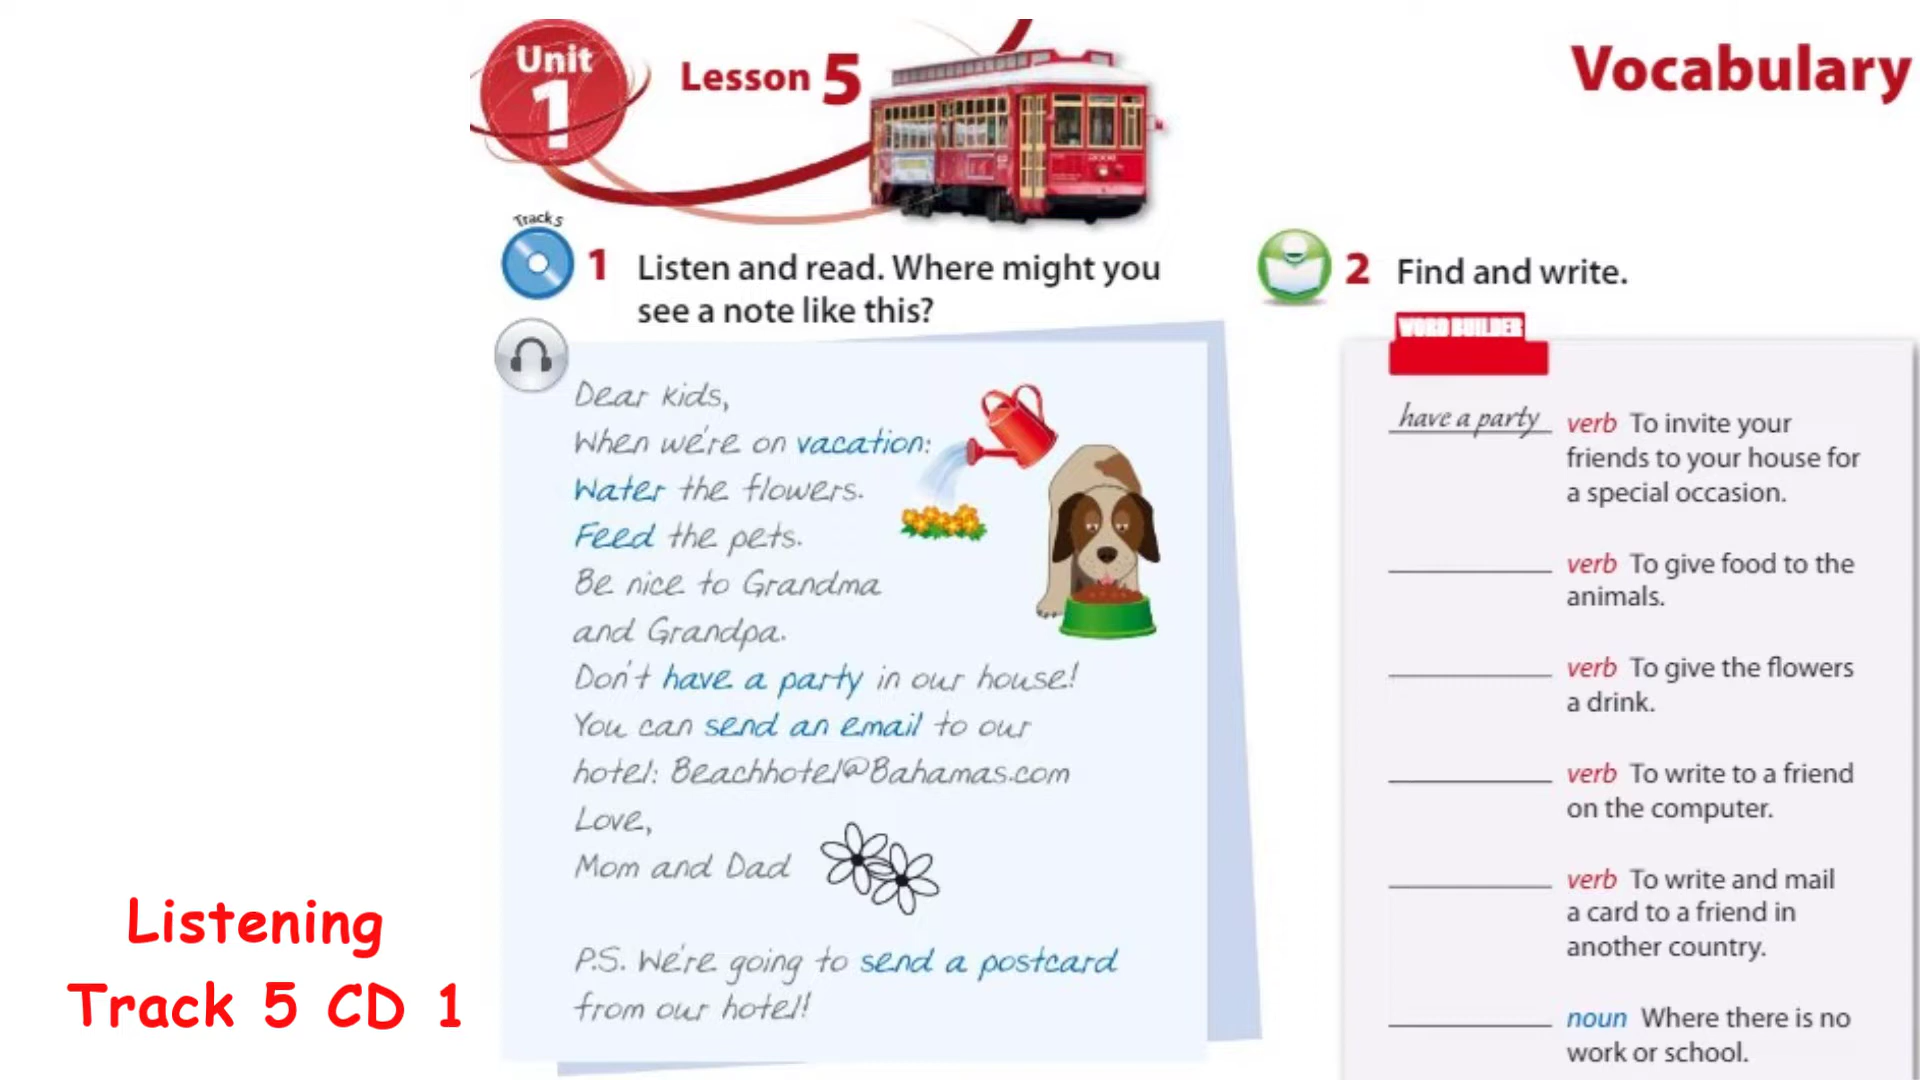 Unit
1
Lesson 5
Vocabulary
Track 5
1 Listen and read. Where might you
see a note like this?
Dear kids,
When we're on vacation:
Water the flowers.
Feed the pets.
Be nice to Grandma
and Grandpa.
Don't have a party in our house!
You can send an email to our
hotel: Beachhotel@Bahamas.com
Love,
Mom and Dad
P.S. We're going to send a postcard
from our hotel!
2 Find and write.
WORD BUILDER
have a party verb To invite your
friends to your house for
a special occasion.
verb To give food to the
animals.
verb To give the flowers
a drink.
verb To write to a friend
on the computer.
verb To write and mail
a card to a friend in
another country.
noun Where there is no
work or school.
Listening
Track 5 CD 1